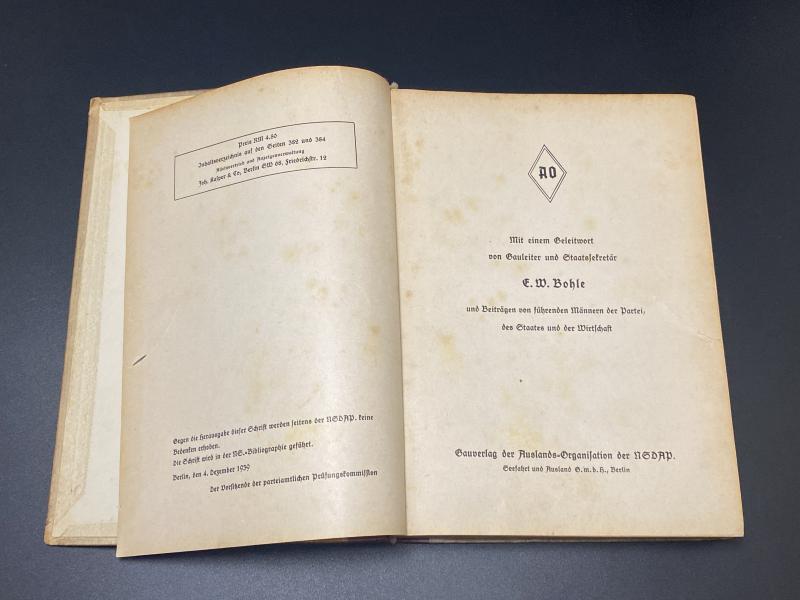 Preis RM 4.80
Inhaltsverzeichnis auf den Seiten 362 und 364
Alleinvertrieb und Anzeigenverwaltung
Joh. Kasper & Co, Berlin SW 68, Friedrichstr. 12
Gegen die Herausgabe dieser Schrift werden seitens der NSDAP. keine
Bedenken erhoben.
Die Schrift wird in der NS.-Bibliographie geführt.
Berlin, den 4. Dezember 1939
Der Vorsitzende der parteiamtlichen Prüfungskommission
AO
Mit einem Geleitwort
von Gauleiter und Staatssekretär
E. W. Bohle
und Beiträgen von führenden Männern der Partei,
des Staates und der Wirtschaft
Gauverlag der Auslands-Organisation der NSDAP.
Seefahrt und Ausland G.m.b.H., Berlin